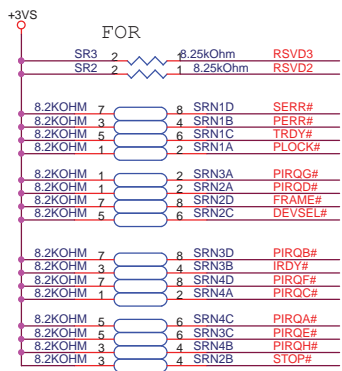 +3VS
FOR
SR3 2 1 8.25kOhm RSVD3
SR2 2 1 8.25kOhm RSVD2
8.2KOHM 7 8 SRN1D SERR#
8.2KOHM 3 4 SRN1B PERR#
8.2KOHM 5 6 SRN1C TRDY#
8.2KOHM 1 2 SRN1A PLOCK#
8.2KOHM 1 2 SRN3A PIRQG#
8.2KOHM 1 2 SRN2A PIRQD#
8.2KOHM 7 8 SRN2D FRAME#
8.2KOHM 5 6 SRN2C DEVSEL#
8.2KOHM 7 8 SRN3D PIRQB#
8.2KOHM 3 4 SRN3B IRDY#
8.2KOHM 7 8 SRN4D PIRQF#
8.2KOHM 1 2 SRN4A PIRQC#
8.2KOHM 5 6 SRN4C PIRQA#
8.2KOHM 5 6 SRN3C PIRQE#
8.2KOHM 3 4 SRN4B PIRQH#
8.2KOHM 3 4 SRN2B STOP#